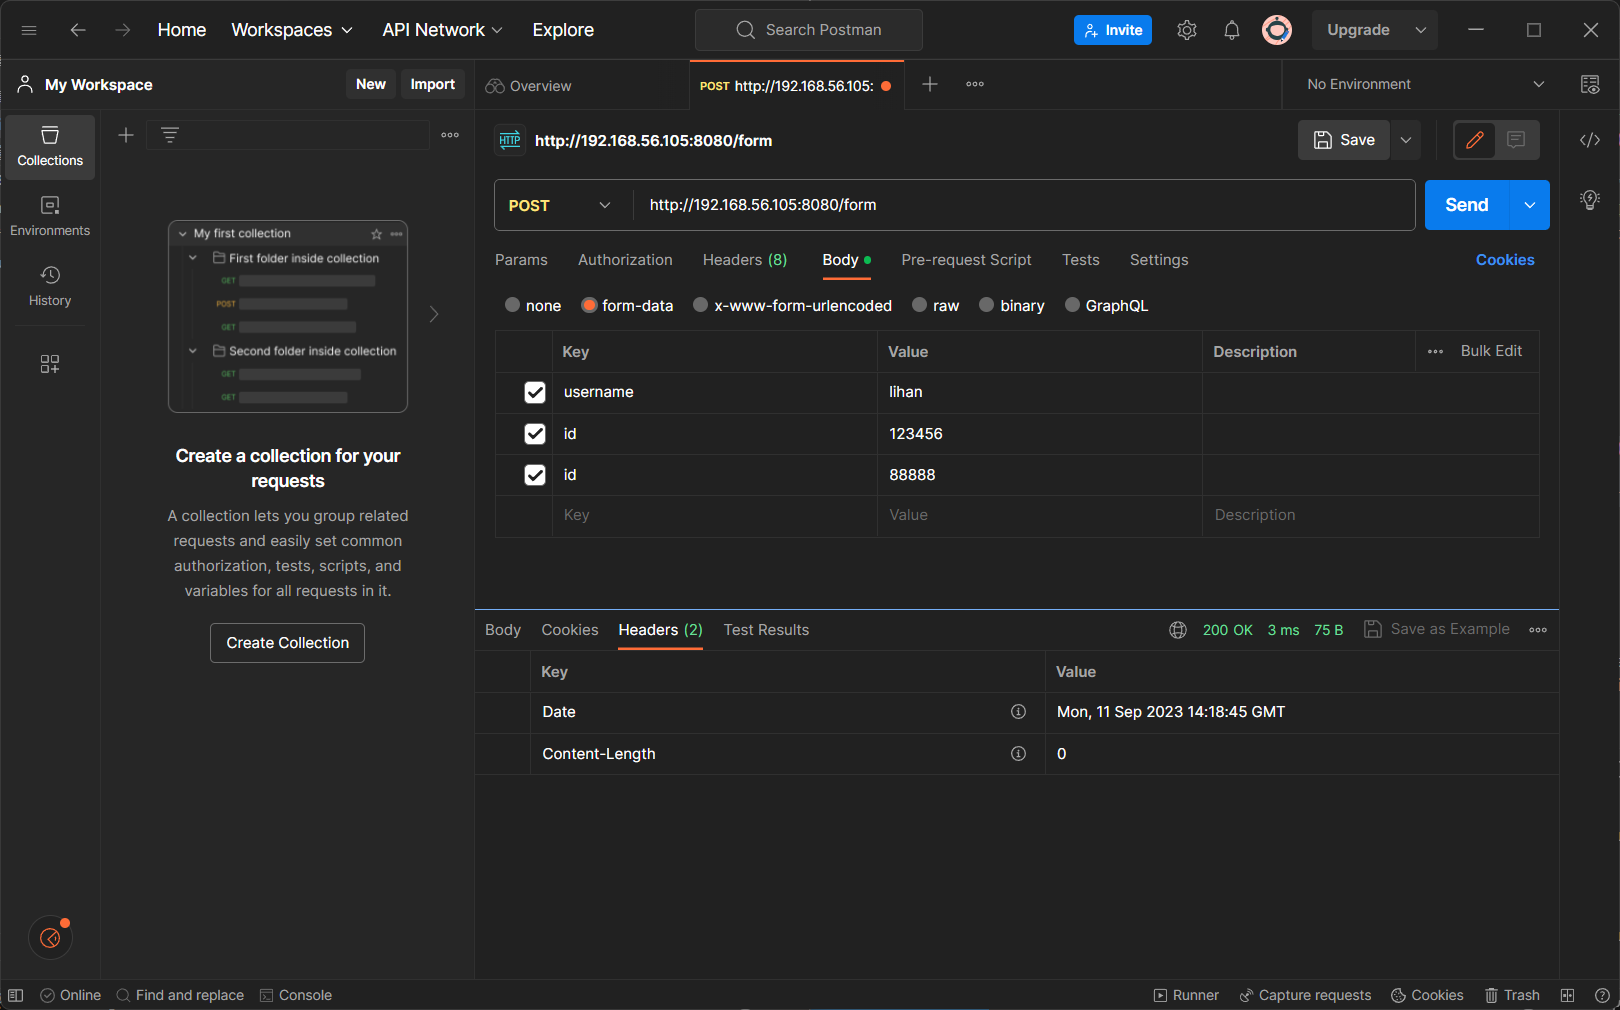 Home Workspaces API Network Explore Search Postman Invite Upgrade
My Workspace New Import Overview POST http://192.168.56.105: No Environment
Collections
Environments
History
My first collection
First folder inside collection
GET
POST
GET
Second folder inside collection
GET
GET
Create a collection for your
requests
A collection lets you group related
requests and easily set common
authorization, tests, scripts, and
variables for all requests in it.
Create Collection
HTTP http://192.168.56.105:8080/form Save
POST http://192.168.56.105:8080/form Send
Params Authorization Headers (8) Body Pre-request Script Tests Settings Cookies
none form-data x-www-form-urlencoded raw binary GraphQL
Key Value Description Bulk Edit
username lihan
id 123456
id 88888
Key Value Description
Body Cookies Headers (2) Test Results 200 OK 3 ms 75 B Save as Example
Key Value
Date Mon, 11 Sep 2023 14:18:45 GMT
Content-Length 0
Online Find and replace Console Runner Capture requests Cookies Trash